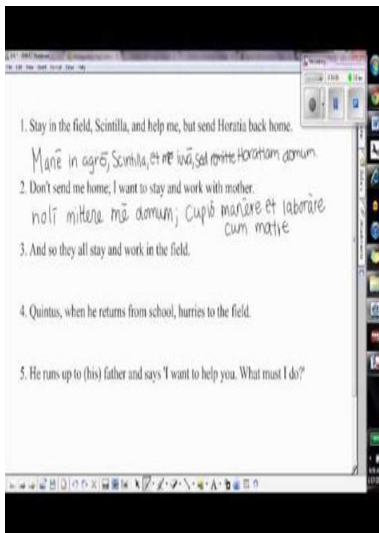 1. Stay in the field, Scintilla, and help me, but send Horatia back home.
Manē in agrō, Scintilla, et mē iuvā, sed remitte Horatiam domum.
2. Don't send me home, I want to stay and work with mother.
nolī mittere mē domum; cupiō manēre et labōrāre
cum matre
3. And so they all stay and work in the field.
4. Quintus, when he returns from school, hurries to the field.
5. He runs up to (his) father and says 'I want to help you. What must I do?'